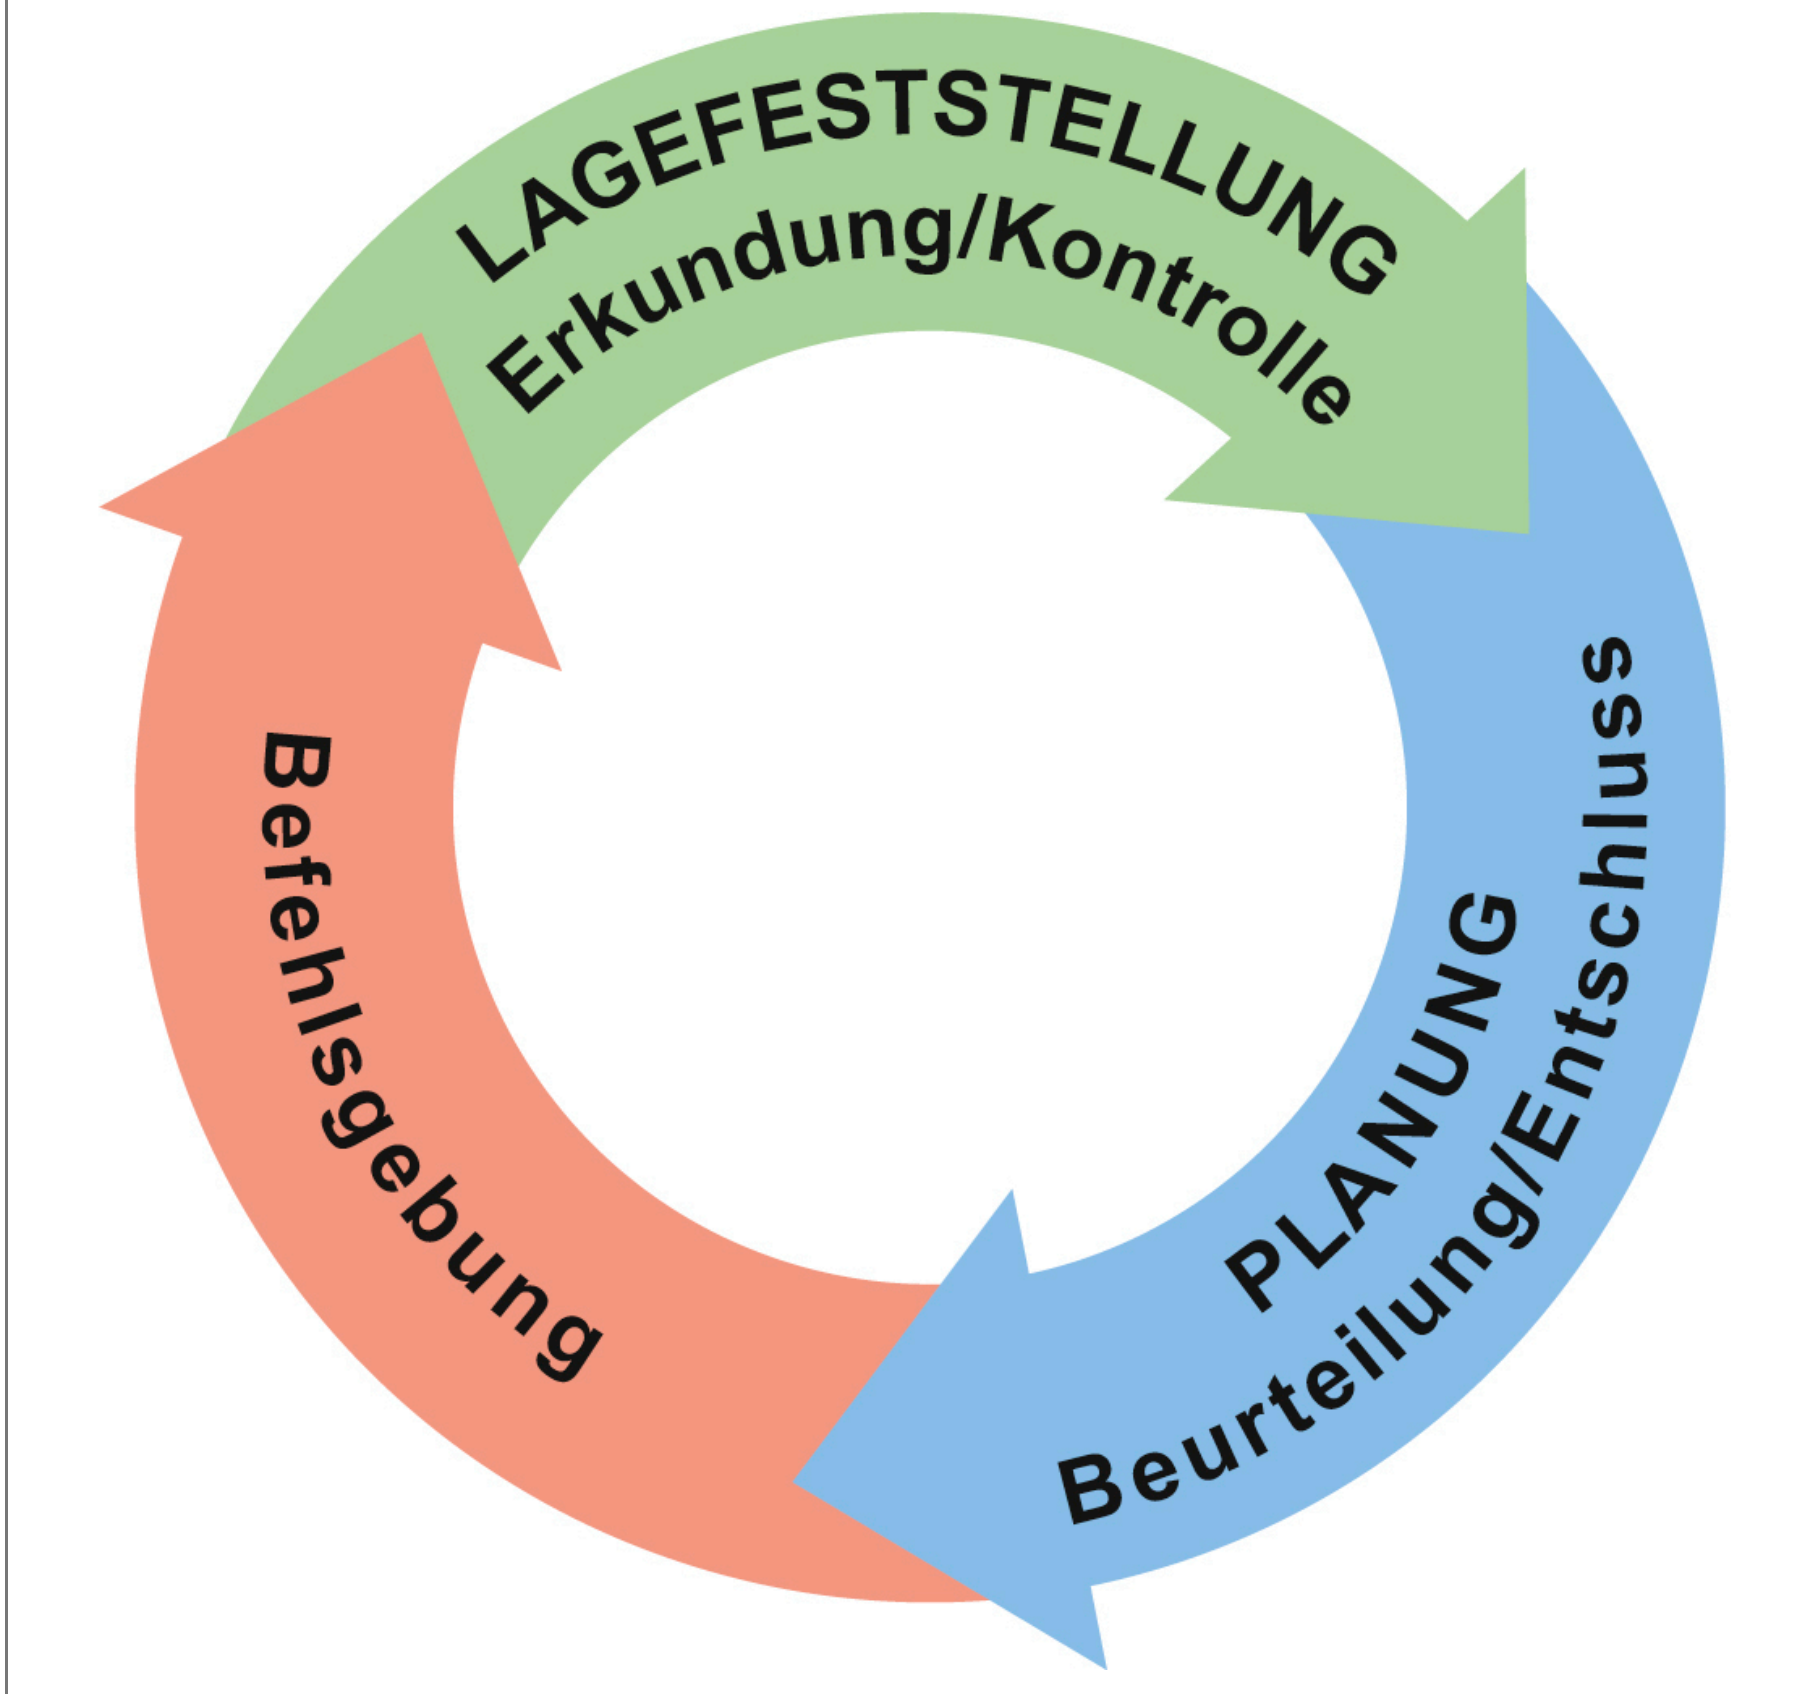 LAGEFESTSTELLUNG
Erkundung/Kontrolle
PLANUNG
Beurteilung/Entschluss
Befehlsgebung